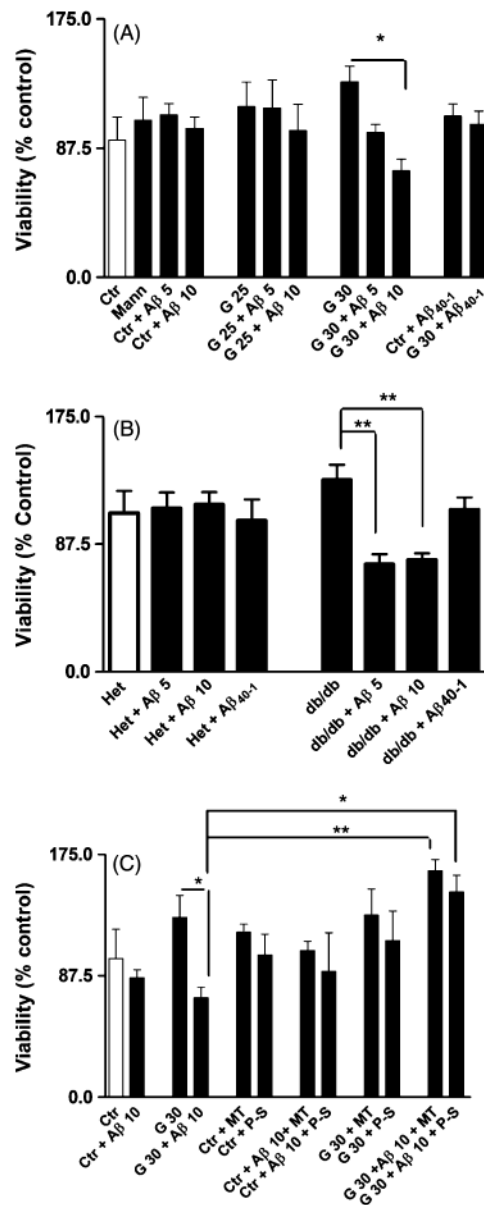 (A)
Viability (% control)
175.0
87.5
0.0
*
Ctr
Mann
Ctr + Aβ 5
Ctr + Aβ 10
G 25
G 25 + Aβ 5
G 25 + Aβ 10
G 30
G 30 + Aβ 5
G 30 + Aβ 10
Ctr + Aβ40-1
G 30 + Aβ40-1
(B)
Viability (% Control)
175.0
87.5
0.0
**
**
Het
Het + Aβ 5
Het + Aβ 10
Het + Aβ40-1
db/db
db/db + Aβ 5
db/db + Aβ 10
db/db + Aβ40-1
(C)
Viability (% control)
175.0
87.5
0.0
*
**
*
Ctr
Ctr + Aβ 10
G 30
G 30 + Aβ 10
Ctr + MT
Ctr + P-S
Ctr + Aβ 10+ MT
Ctr + Aβ 10 + P-S
G 30 + MT
G 30 + P-S
G 30 +Aβ 10 + MT
G 30 + Aβ 10 + P-S